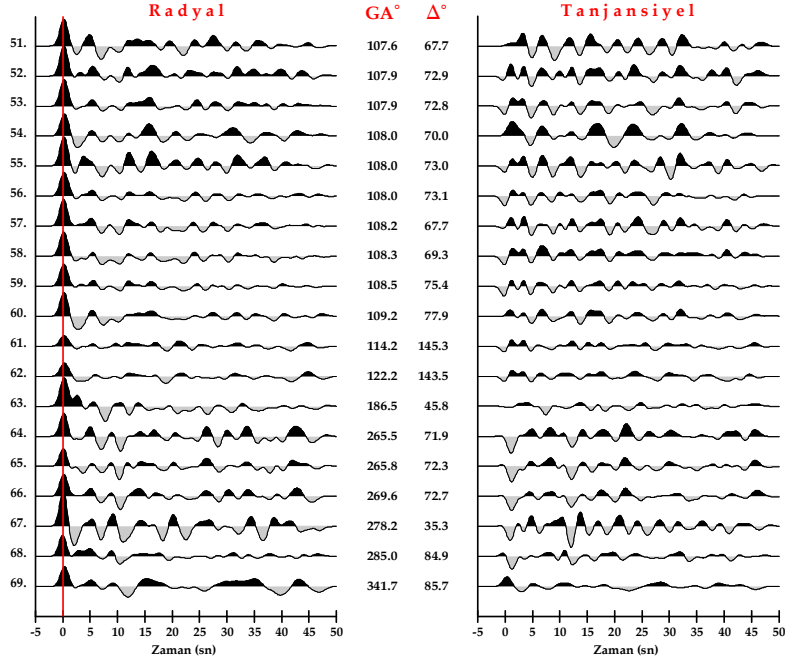 Radyal GA° Δ° Tanjansiyel
51. 107.6 67.7
52. 107.9 72.9
53. 107.9 72.8
54. 108.0 70.0
55. 108.0 73.0
56. 108.0 73.1
57. 108.2 67.7
58. 108.3 69.3
59. 108.5 75.4
60. 109.2 77.9
61. 114.2 145.3
62. 122.2 143.5
63. 186.5 45.8
64. 265.5 71.9
65. 265.8 72.3
66. 269.6 72.7
67. 278.2 35.3
68. 285.0 84.9
69. 341.7 85.7
-5 0 5 10 15 20 25 30 35 40 45 50 -5 0 5 10 15 20 25 30 35 40 45 50
Zaman (sn) Zaman (sn)